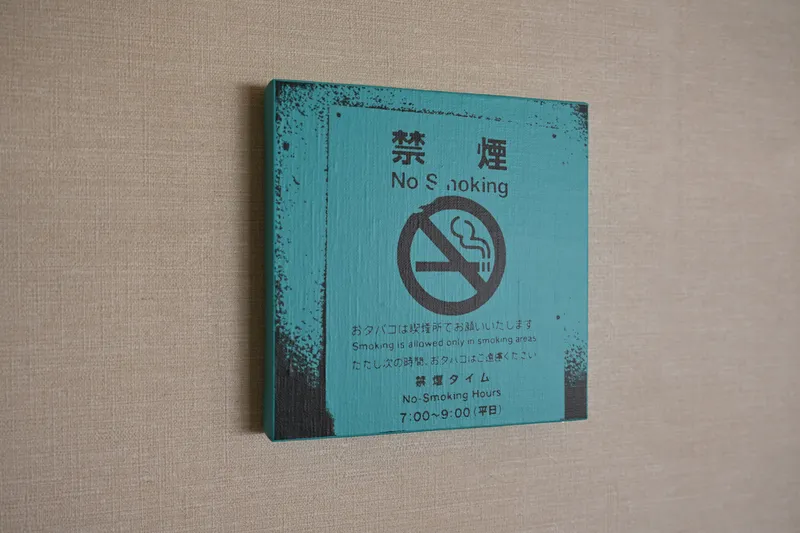 禁煙
No Smoking
おタバコは喫煙所でお願いいたします
Smoking is allowed only in smoking areas
ただし次の時間、おタバコはご遠慮ください
禁煙タイム
No-Smoking Hours
7:00～9:00（平日）